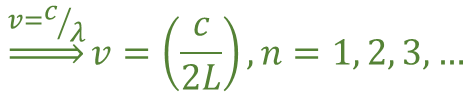 v=c/λ ⟹ v = (c/2L), n = 1, 2, 3, ...